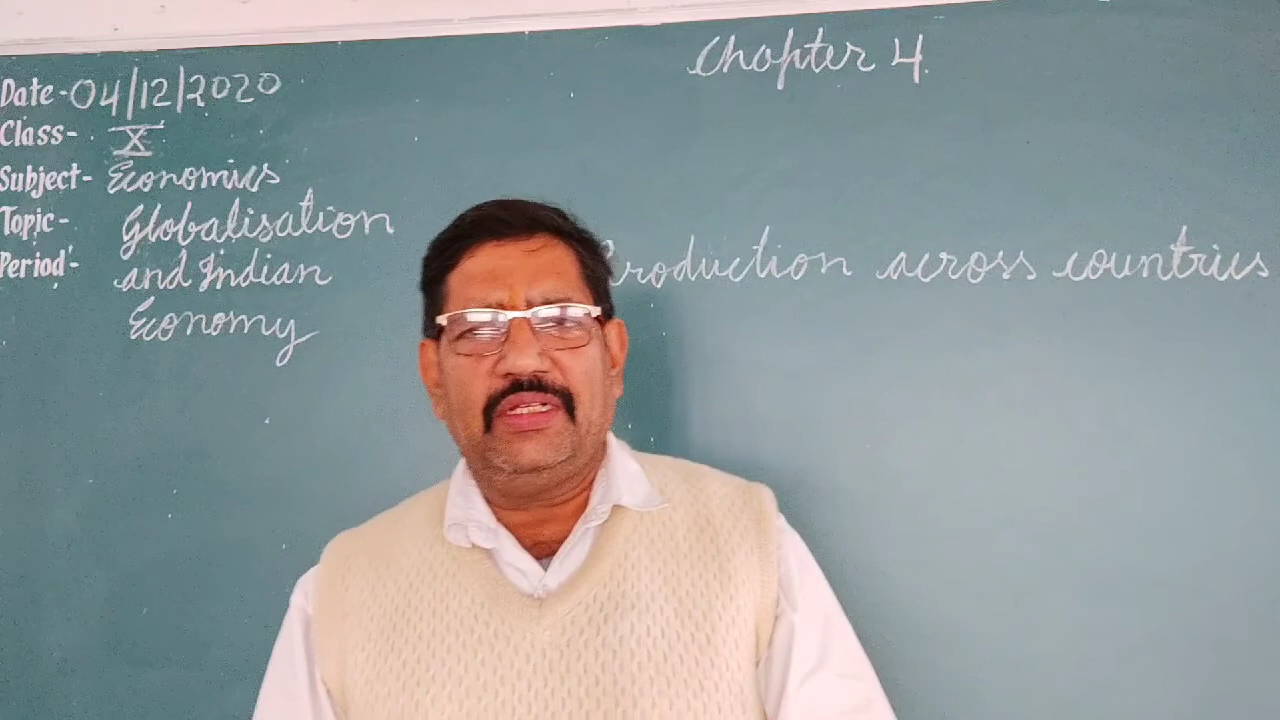 Chapter 4
Date-04/12/2020
Class- X
Subject- Economics
Topic- Globalisation
Period- and Indian
Economy
Production across countries